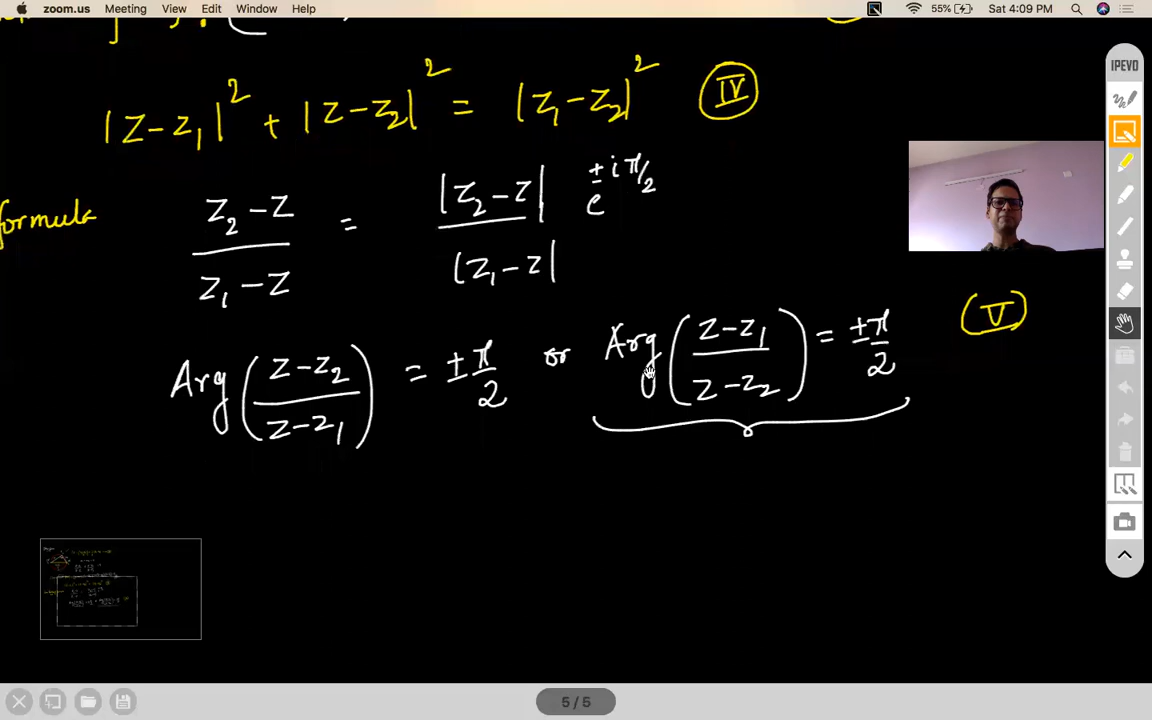 zoom.us Meeting View Edit Window Help 55% Sat 4:09 PM
IPEVO
|z-z₁|² + |z-z₂|² = |z₁-z₂|² (IV)
formula (z₂-z)/(z₁-z) = |z₂-z|/|z₁-z| e^(±iπ/2)
Arg((z-z₂)/(z-z₁)) = ±π/2 or Arg((z-z₁)/(z-z₂)) = ±π/2 (V)
5 / 5